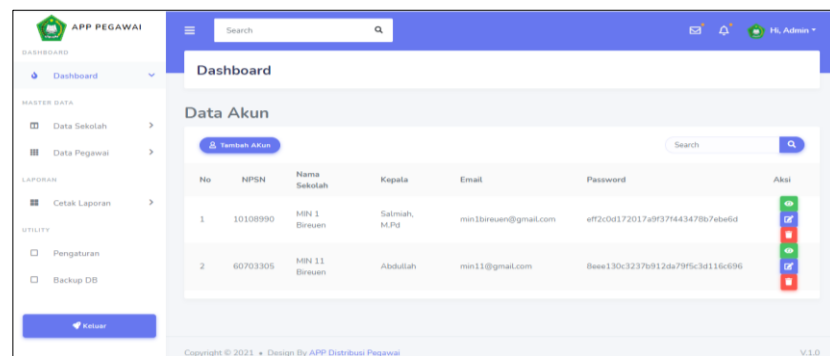 APP PEGAWAI
DASHBOARD
Dashboard
MASTER DATA
Data Sekolah
Data Pegawai
LAPORAN
Cetak Laporan
UTILITY
Pengaturan
Backup DB
Keluar
Search
Hi, Admin
Dashboard
Data Akun
Tambah AKun
Search
No NPSN Nama Sekolah Kepala Email Password Aksi
1 10108990 MIN 1 Bireuen Salmiah, M.Pd min1bireuen@gmail.com eff2c0d172017a9f37f443478b7ebe6d
2 60703305 MIN 11 Bireuen Abdullah min11@gmail.com 8eee130c3237b912da79f5c3d116c696
Copyright © 2021 • Design By APP Distribusi Pegawai
V.1.0